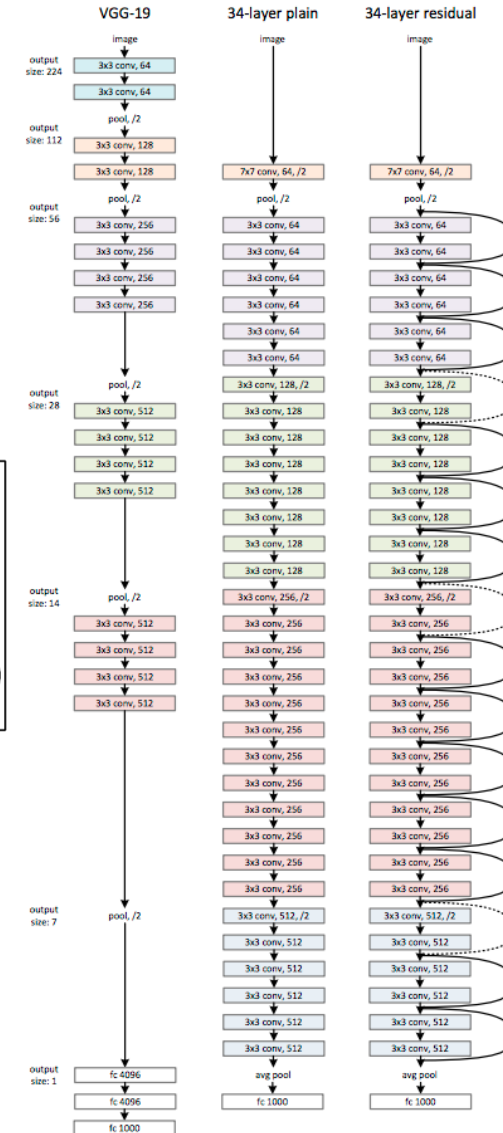 VGG-19
image
output
size: 224
3x3 conv, 64
3x3 conv, 64
pool, /2
output
size: 112
3x3 conv, 128
3x3 conv, 128
pool, /2
output
size: 56
3x3 conv, 256
3x3 conv, 256
3x3 conv, 256
3x3 conv, 256
pool, /2
output
size: 28
3x3 conv, 512
3x3 conv, 512
3x3 conv, 512
3x3 conv, 512
pool, /2
output
size: 14
3x3 conv, 512
3x3 conv, 512
3x3 conv, 512
3x3 conv, 512
output
size: 7
pool, /2
output
size: 1
fc 4096
fc 4096
fc 1000
34-layer plain
image
7x7 conv, 64, /2
pool, /2
3x3 conv, 64
3x3 conv, 64
3x3 conv, 64
3x3 conv, 64
3x3 conv, 64
3x3 conv, 64
3x3 conv, 128, /2
3x3 conv, 128
3x3 conv, 128
3x3 conv, 128
3x3 conv, 128
3x3 conv, 128
3x3 conv, 128
3x3 conv, 128
3x3 conv, 256, /2
3x3 conv, 256
3x3 conv, 256
3x3 conv, 256
3x3 conv, 256
3x3 conv, 256
3x3 conv, 256
3x3 conv, 256
3x3 conv, 256
3x3 conv, 256
3x3 conv, 256
3x3 conv, 256
3x3 conv, 512, /2
3x3 conv, 512
3x3 conv, 512
3x3 conv, 512
3x3 conv, 512
3x3 conv, 512
avg pool
fc 1000
34-layer residual
image
7x7 conv, 64, /2
pool, /2
3x3 conv, 64
3x3 conv, 64
3x3 conv, 64
3x3 conv, 64
3x3 conv, 64
3x3 conv, 64
3x3 conv, 128, /2
3x3 conv, 128
3x3 conv, 128
3x3 conv, 128
3x3 conv, 128
3x3 conv, 128
3x3 conv, 128
3x3 conv, 128
3x3 conv, 256, /2
3x3 conv, 256
3x3 conv, 256
3x3 conv, 256
3x3 conv, 256
3x3 conv, 256
3x3 conv, 256
3x3 conv, 256
3x3 conv, 256
3x3 conv, 256
3x3 conv, 256
3x3 conv, 256
3x3 conv, 512, /2
3x3 conv, 512
3x3 conv, 512
3x3 conv, 512
3x3 conv, 512
3x3 conv, 512
avg pool
fc 1000